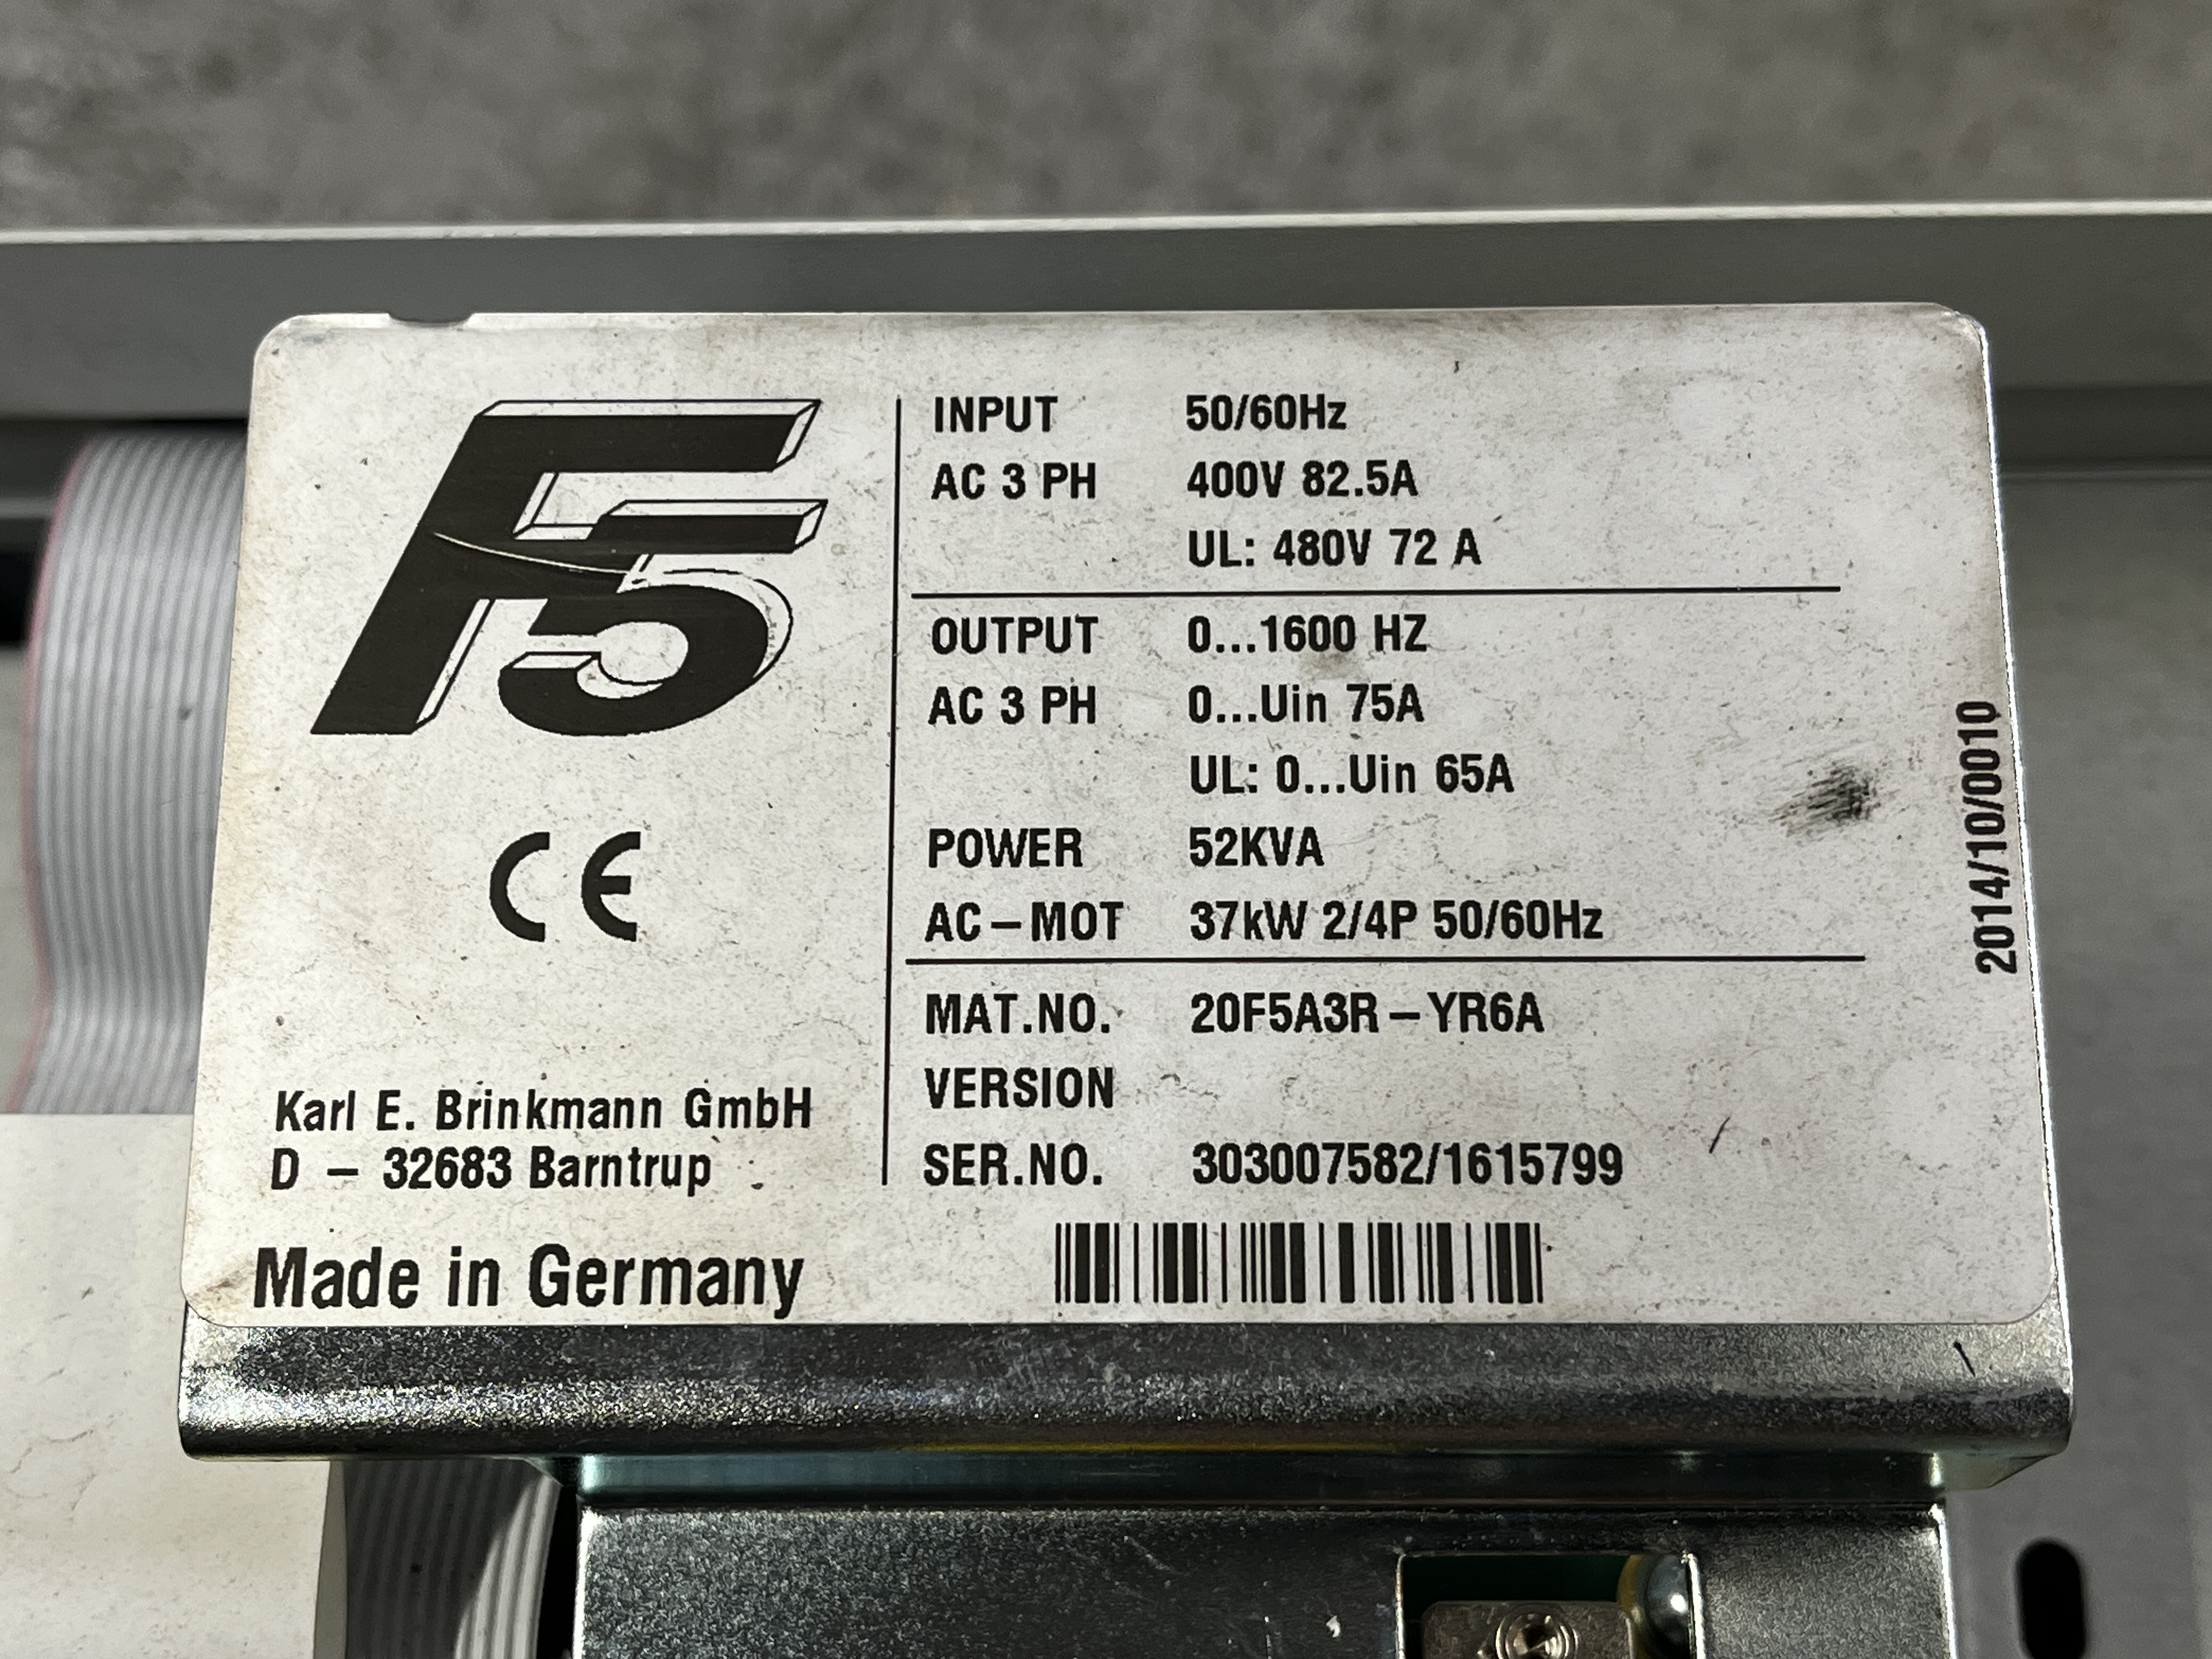 F5
CE
Karl E. Brinkmann GmbH
D – 32683 Barntrup
Made in Germany
INPUT 50/60Hz
AC 3 PH 400V 82.5A
UL: 480V 72 A
OUTPUT 0...1600 HZ
AC 3 PH 0...Uin 75A
UL: 0...Uin 65A
POWER 52KVA
AC–MOT 37kW 2/4P 50/60Hz
MAT.NO. 20F5A3R–YR6A
VERSION
SER.NO. 303007582/1615799
2014/10/0010